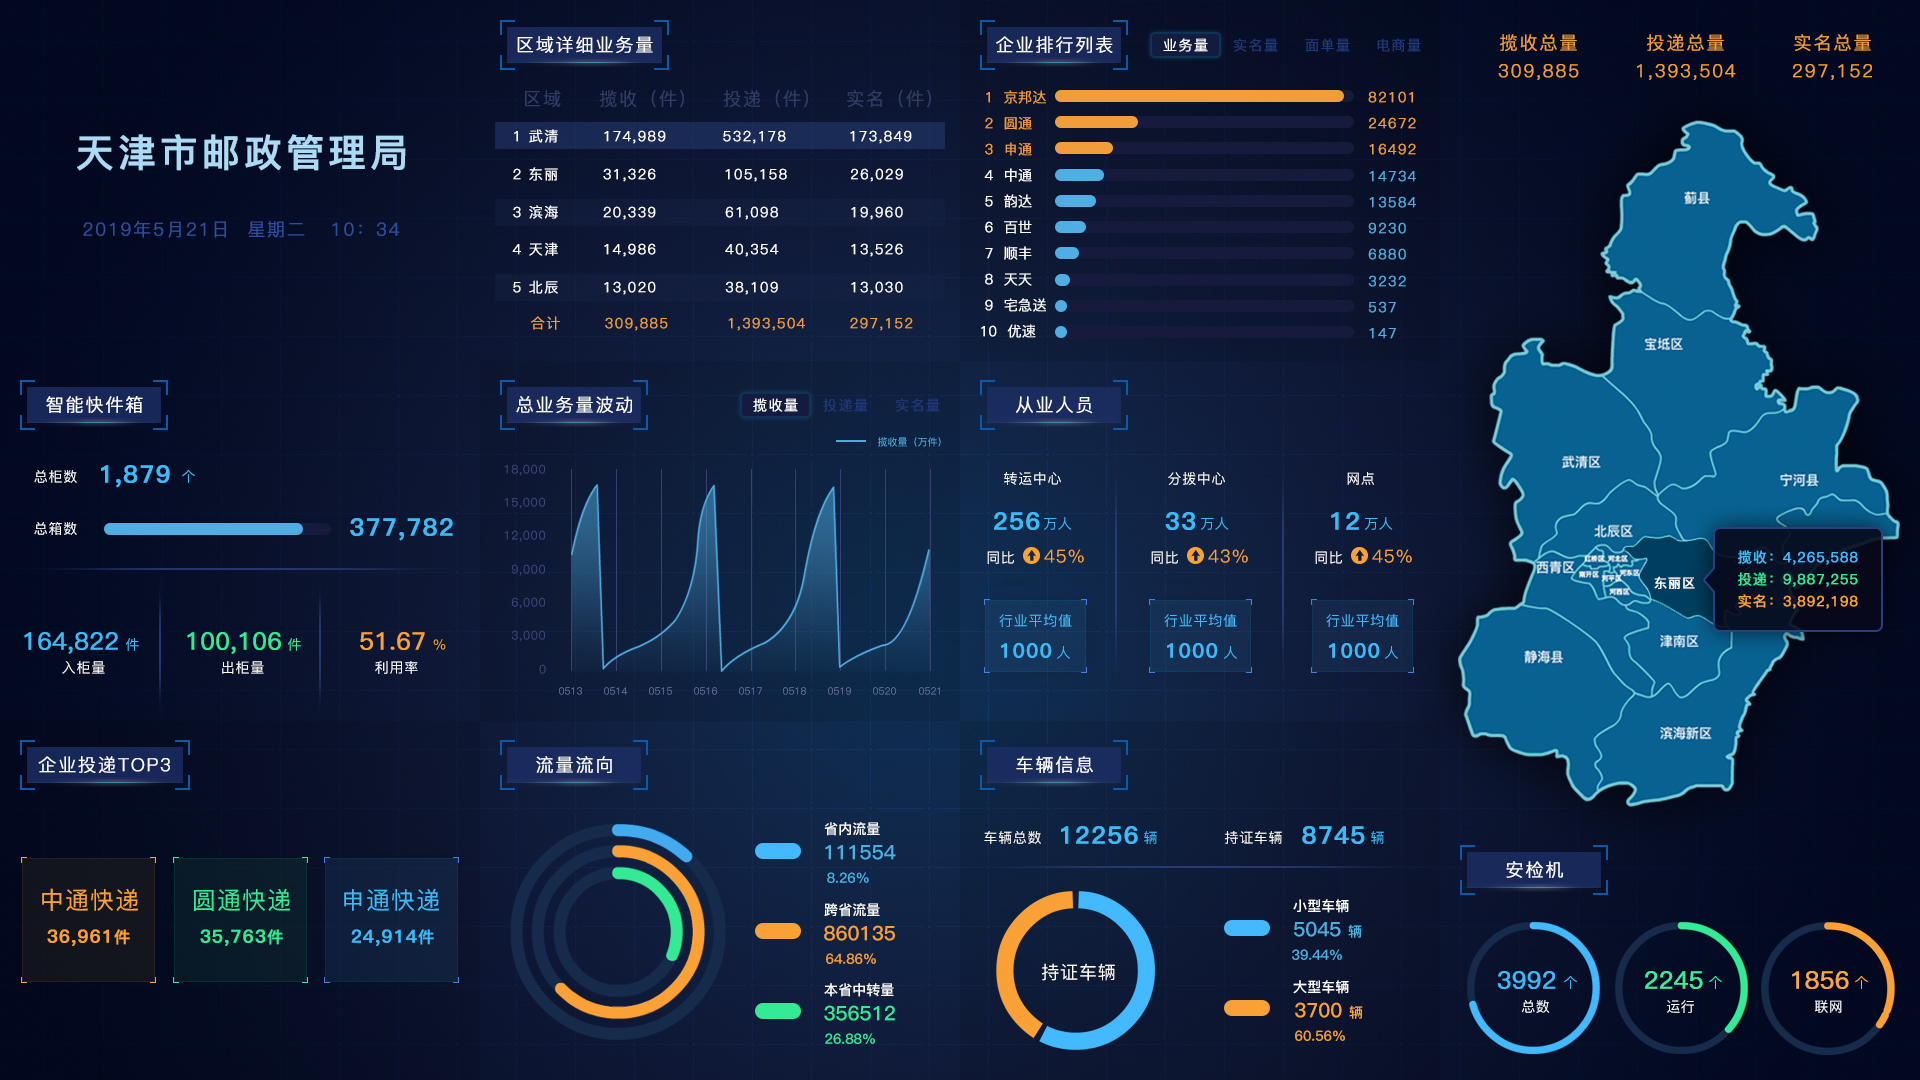 天津市邮政管理局
2019年5月21日 星期二 10: 34
区域详细业务量
区域 揽收（件） 投递（件） 实名（件）
1 武清 174,989 532,178 173,849
2 东丽 31,326 105,158 26,029
3 滨海 20,339 61,098 19,960
4 天津 14,986 40,354 13,526
5 北辰 13,020 38,109 13,030
合计 309,885 1,393,504 297,152
企业排行列表
业务量 实名量 面单量 电商量
1 京邦达 82101
2 圆通 24672
3 申通 16492
4 中通 14734
5 韵达 13584
6 百世 9230
7 顺丰 6880
8 天天 3232
9 宅急送 537
10 优速 147
揽收总量 投递总量 实名总量
309,885 1,393,504 297,152
蓟县
宝坻区
武清区
宁河县
北辰区
西青区
红桥区 河北区
南开区 河东区
河平区
河西区
东丽区
津南区
静海县
滨海新区
揽收: 4,265,588
投递: 9,887,255
实名: 3,892,198
智能快件箱
总柜数 1,879 个
总箱数 377,782
164,822 件
入柜量
100,106 件
出柜量
51.67 %
利用率
总业务量波动
揽收量 投递量 实名量
揽收量（万件）
18,000
15,000
12,000
9,000
6,000
3,000
0
0513 0514 0515 0516 0517 0518 0519 0520 0521
从业人员
转运中心 分拨中心 网点
256 万人 33 万人 12 万人
同比 45% 同比 43% 同比 45%
行业平均值 行业平均值 行业平均值
1000 人 1000 人 1000 人
企业投递TOP3
中通快递
36,961件
圆通快递
35,763件
申通快递
24,914件
流量流向
省内流量
111554
8.26%
跨省流量
860135
64.86%
本省中转量
356512
26.88%
车辆信息
车辆总数 12256 辆 持证车辆 8745 辆
持证车辆
小型车辆
5045 辆
39.44%
大型车辆
3700 辆
60.56%
安检机
3992 个
总数
2245 个
运行
1856 个
联网